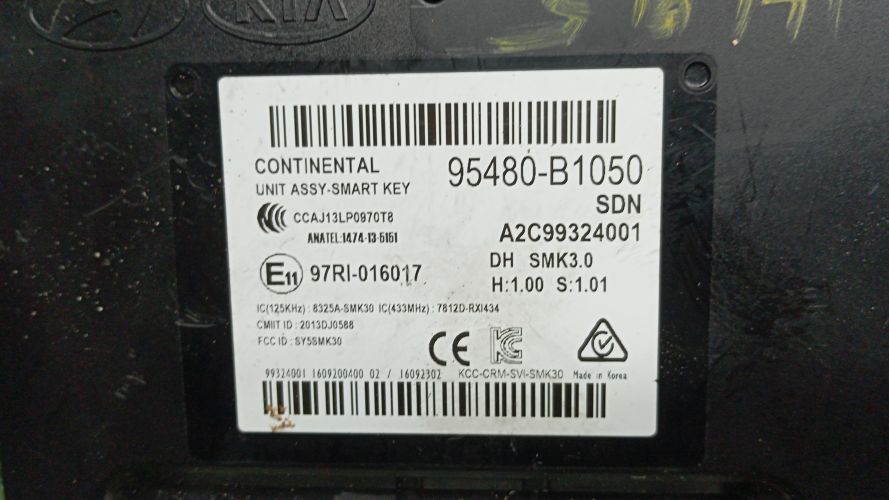 KIA
CONTINENTAL
UNIT ASSY-SMART KEY
95480-B1050
SDN
CCAJ13LP0970T8
ANATEL:1474-13-5151
A2C99324001
DH SMK3.0
E11 97RI-016017
H:1.00 S:1.01
IC(125KHz) : 8325A-SMK30 IC(433MHz) : 7812D-RXI434
CMIIT ID : 2013DJ0588
FCC ID : SY5SMK30
CE
99324001 1609200400 02 / 16092302 KCC-CRM-SVI-SMK30 Made in Korea